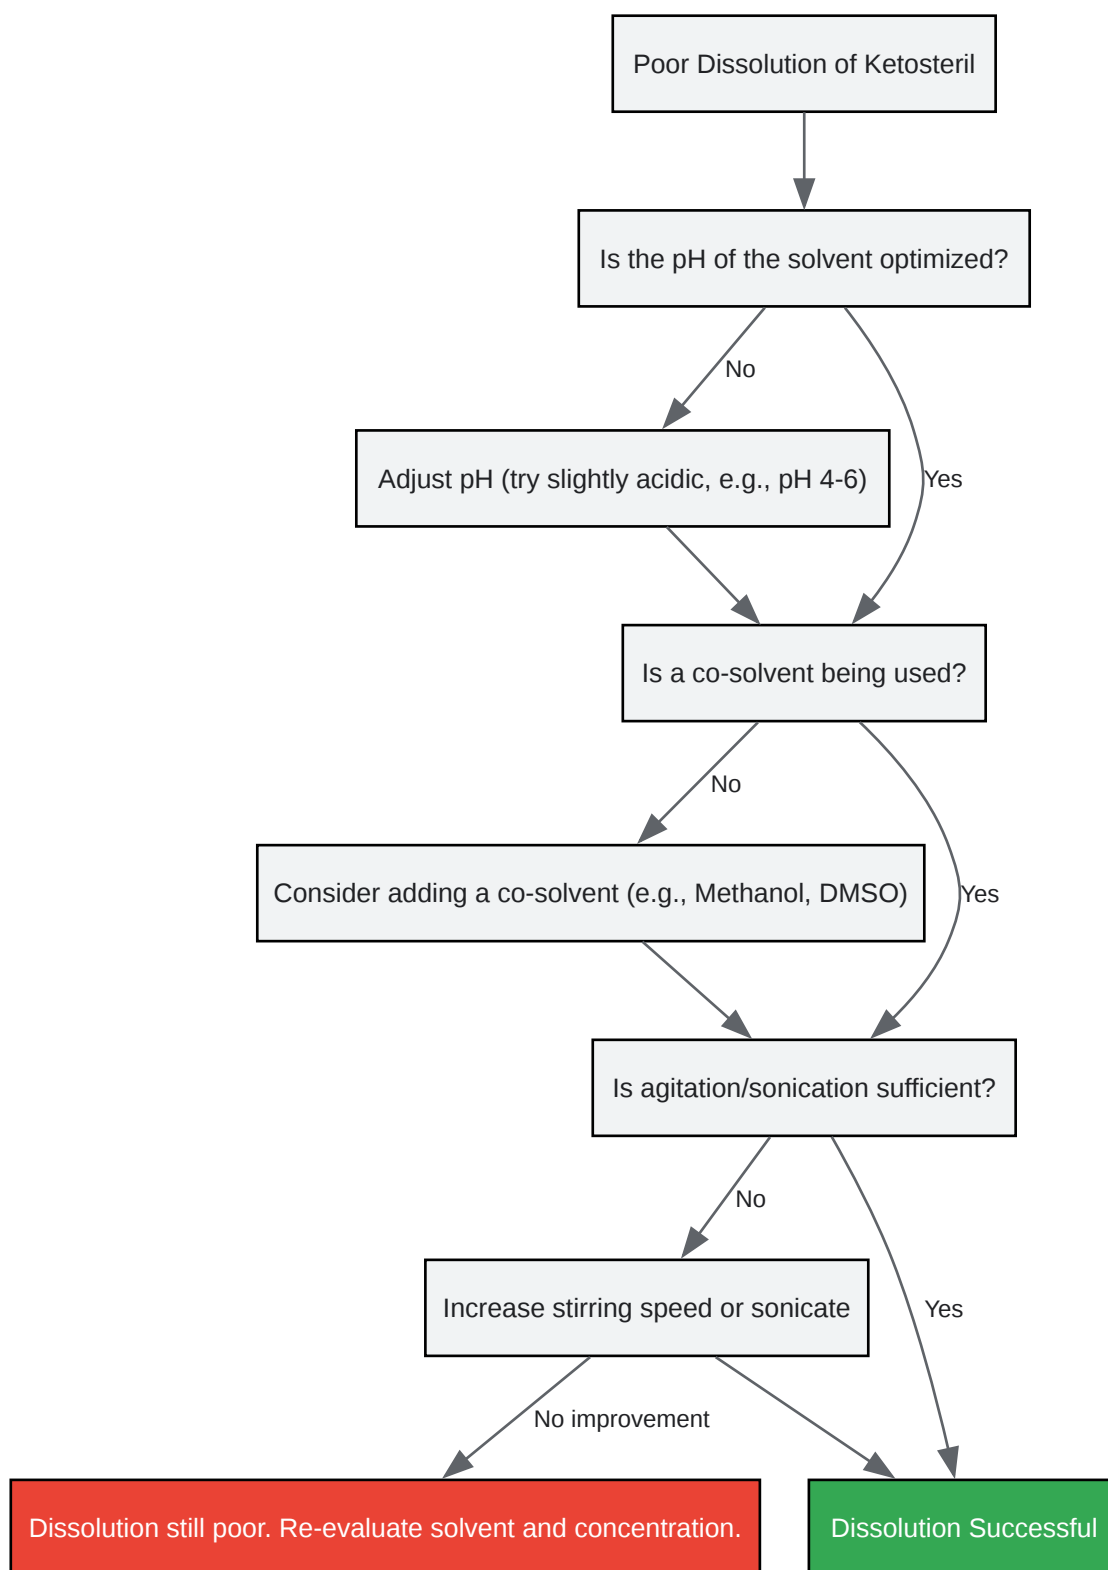 Poor Dissolution of Ketosteril
Is the pH of the solvent optimized?
No
Adjust pH (try slightly acidic, e.g., pH 4-6)
Yes
Is a co-solvent being used?
No
Consider adding a co-solvent (e.g., Methanol, DMSO)
Yes
Is agitation/sonication sufficient?
No
Increase stirring speed or sonicate
Yes
No improvement
Dissolution still poor. Re-evaluate solvent and concentration.
Dissolution Successful